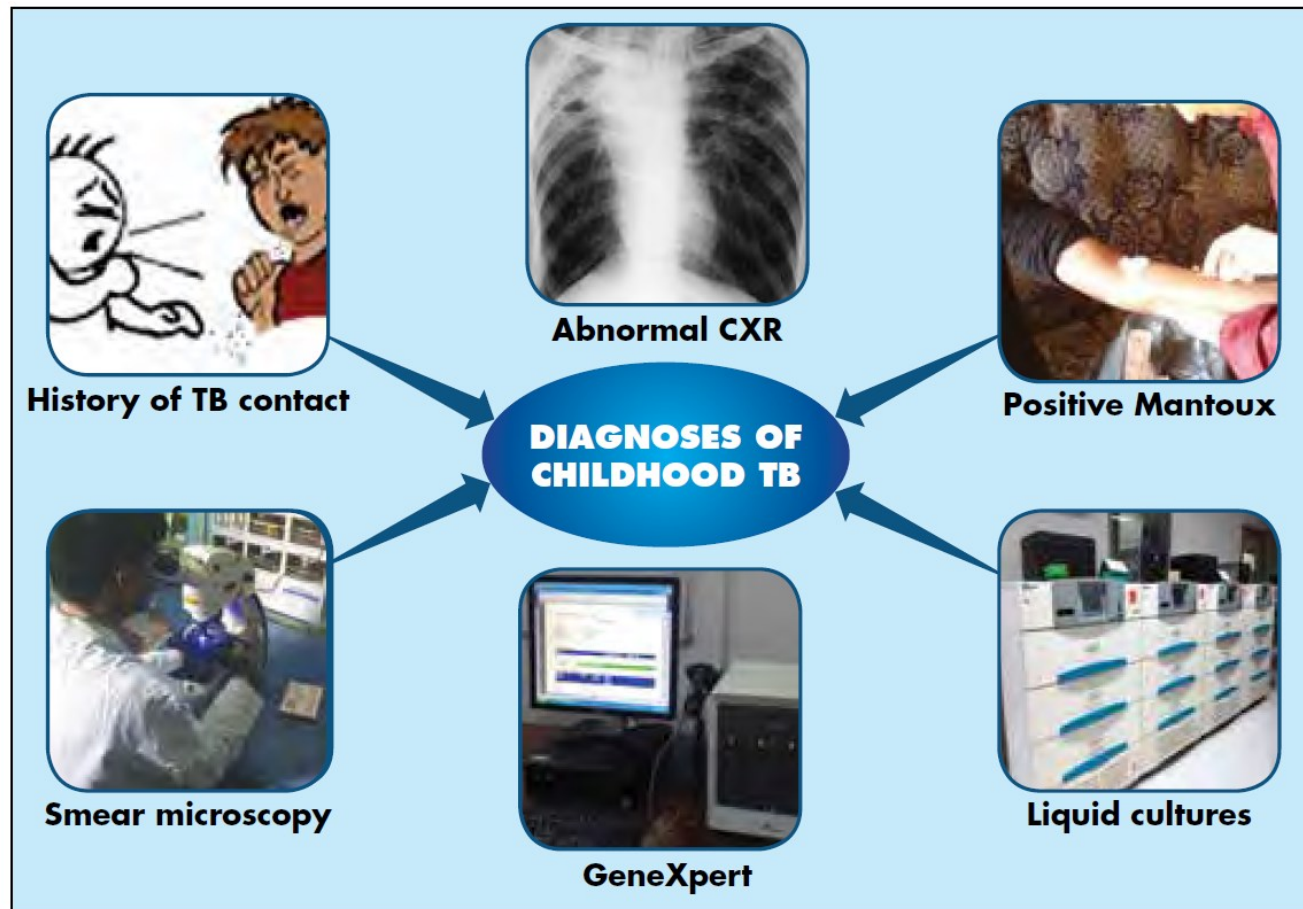 Abnormal CXR
History of TB contact
Positive Mantoux
DIAGNOSES OF
CHILDHOOD TB
Smear microscopy
GeneXpert
Liquid cultures